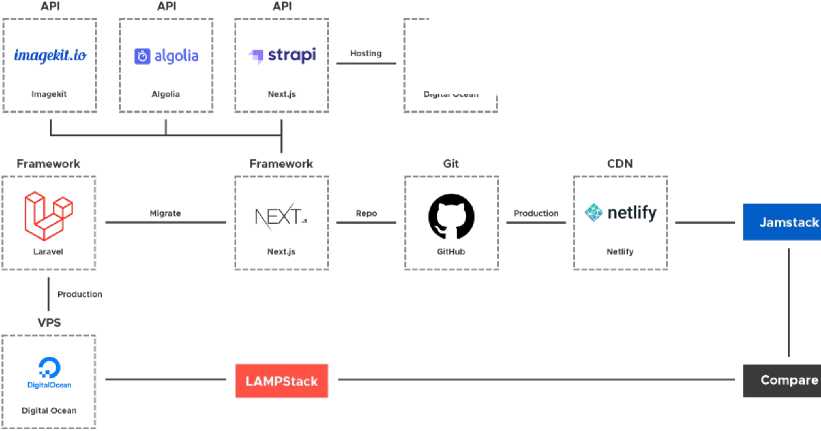 API API API
imagekit.io algolia strapi Hosting
Imagekit Algolia Next.js Digital Ocean
Framework Framework Git CDN
Migrate NEXT.js Repo Production netlify Jamstack
Laravel Next.js GitHub Netlify
Production
VPS
DigitalOcean LAMPStack Compare
Digital Ocean